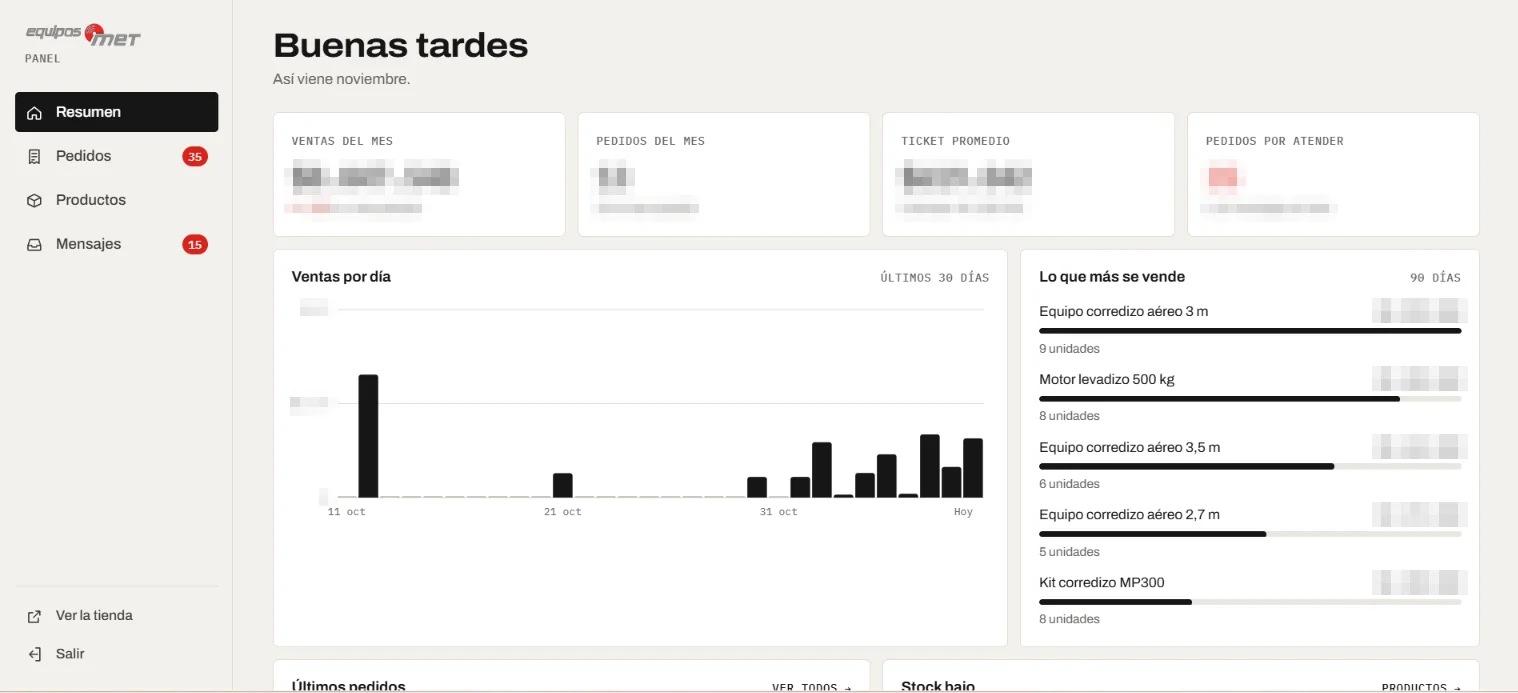 equipos met
PANEL
Resumen
Pedidos 35
Productos
Mensajes 15
Ver la tienda
Salir
Buenas tardes
Así viene noviembre.
VENTAS DEL MES
PEDIDOS DEL MES
TICKET PROMEDIO
PEDIDOS POR ATENDER
Ventas por día
ÚLTIMOS 30 DÍAS
11 oct
21 oct
31 oct
Hoy
Lo que más se vende
90 DÍAS
Equipo corredizo aéreo 3 m
9 unidades
Motor levadizo 500 kg
8 unidades
Equipo corredizo aéreo 3,5 m
6 unidades
Equipo corredizo aéreo 2,7 m
5 unidades
Kit corredizo MP300
8 unidades
Últimos pedidos
VER TODOS →
Stock bajo
PRODUCTOS →